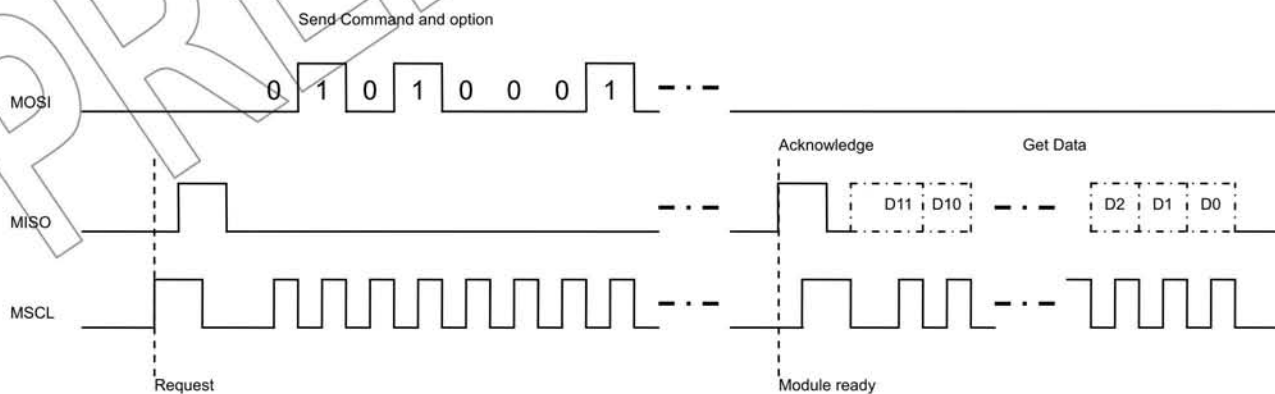 Send Command and option
MOSI 0 1 0 1 0 0 0 1
Acknowledge Get Data
MISO D11 D10 D2 D1 D0
MSCL
Request Module ready